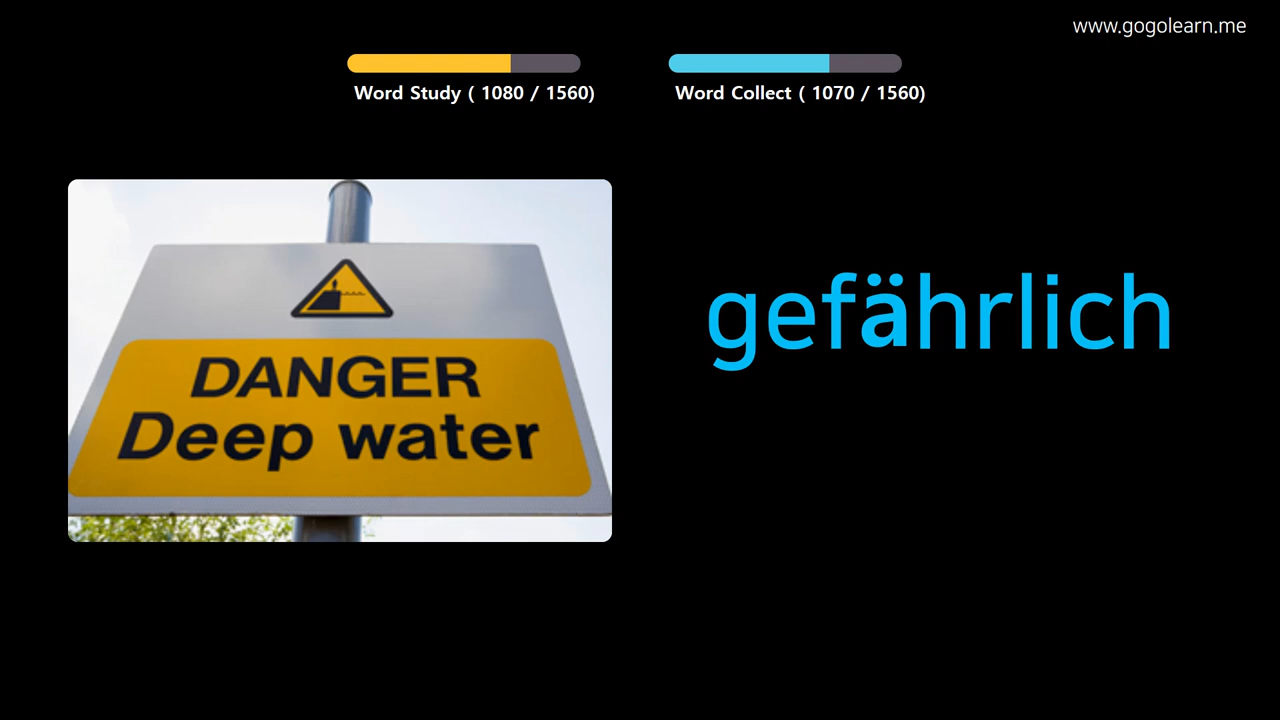 www.gogolearn.me
Word Study ( 1080 / 1560)
Word Collect ( 1070 / 1560)
DANGER
Deep water
gefährlich